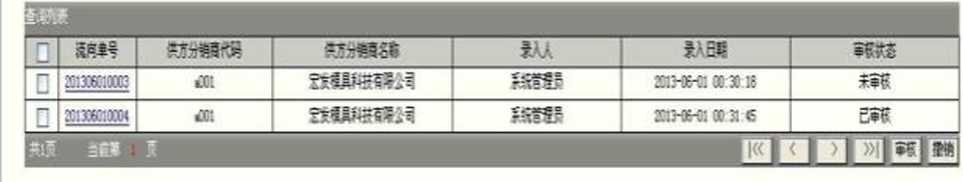 查询列表
流向单号 供方分销商代码 供方分销商名称 录入人 录入日期 审核状态
201306010003 a001 宏发模具科技有限公司 系统管理员 2013-06-01 00:30:18 未审核
201306010004 a001 宏发模具科技有限公司 系统管理员 2013-06-01 00:31:45 已审核
共1页 当前第 1 页 |<< < > >>| 审核 撤销